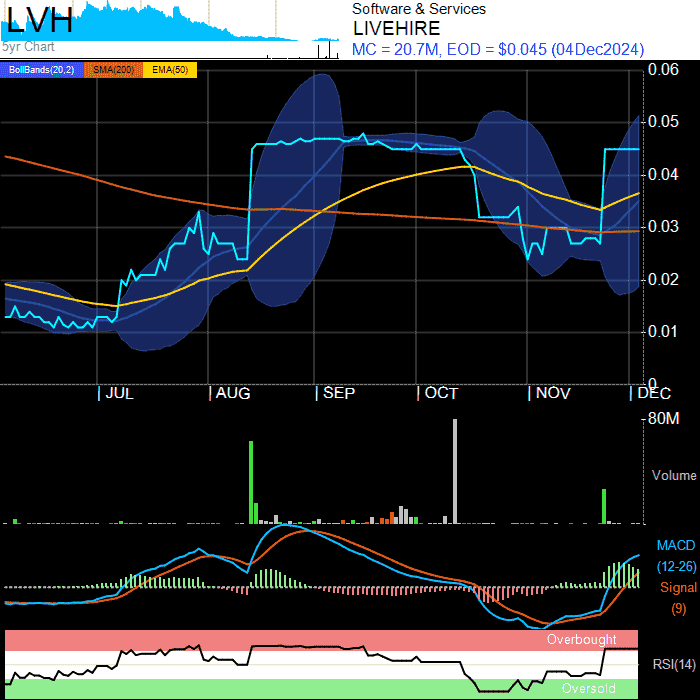 LVH
5yr Chart
Software & Services
LIVEHIRE
MC = 20.7M, EOD = $0.045 (04Dec2024)
BollBands(20,2) SMA(200) EMA(50)
0.06
0.05
0.04
0.03
0.02
0.01
0
JUL AUG SEP OCT NOV DEC
80M
Volume
MACD
(12-26)
Signal
(9)
Overbought
RSI(14)
Oversold